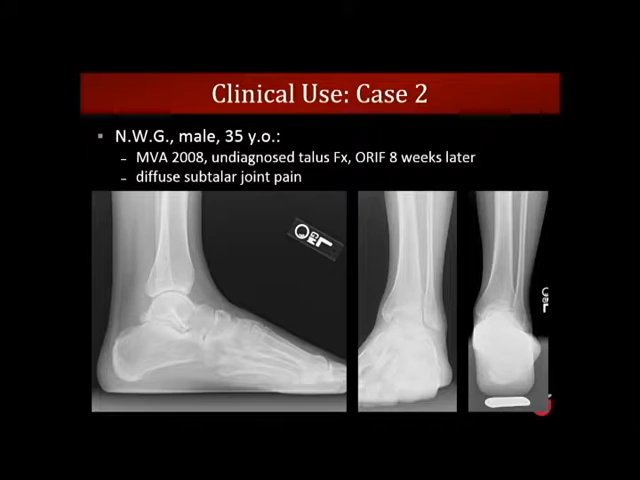 Clinical Use: Case 2
▪ N.W.G., male, 35 y.o.:
– MVA 2008, undiagnosed talus Fx, ORIF 8 weeks later
– diffuse subtalar joint pain